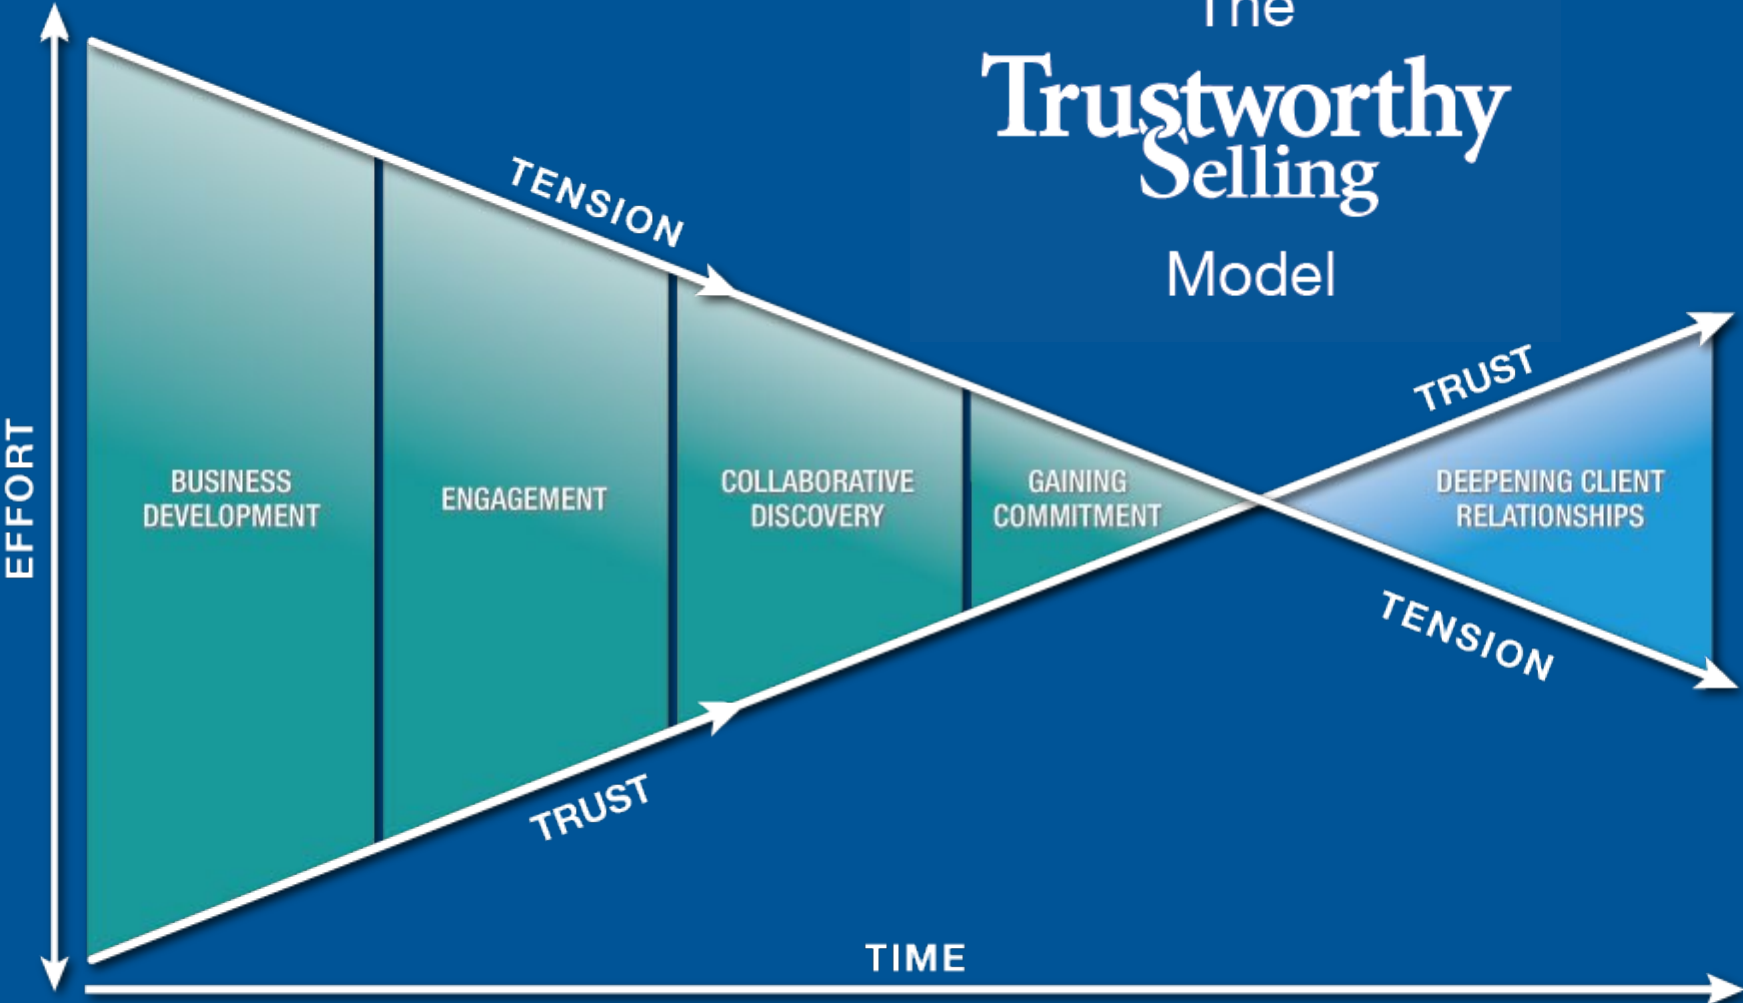 The
Trustworthy
Selling
Model
TENSION
TRUST
EFFORT
BUSINESS
DEVELOPMENT
ENGAGEMENT
COLLABORATIVE
DISCOVERY
GAINING
COMMITMENT
DEEPENING CLIENT
RELATIONSHIPS
TENSION
TRUST
TIME